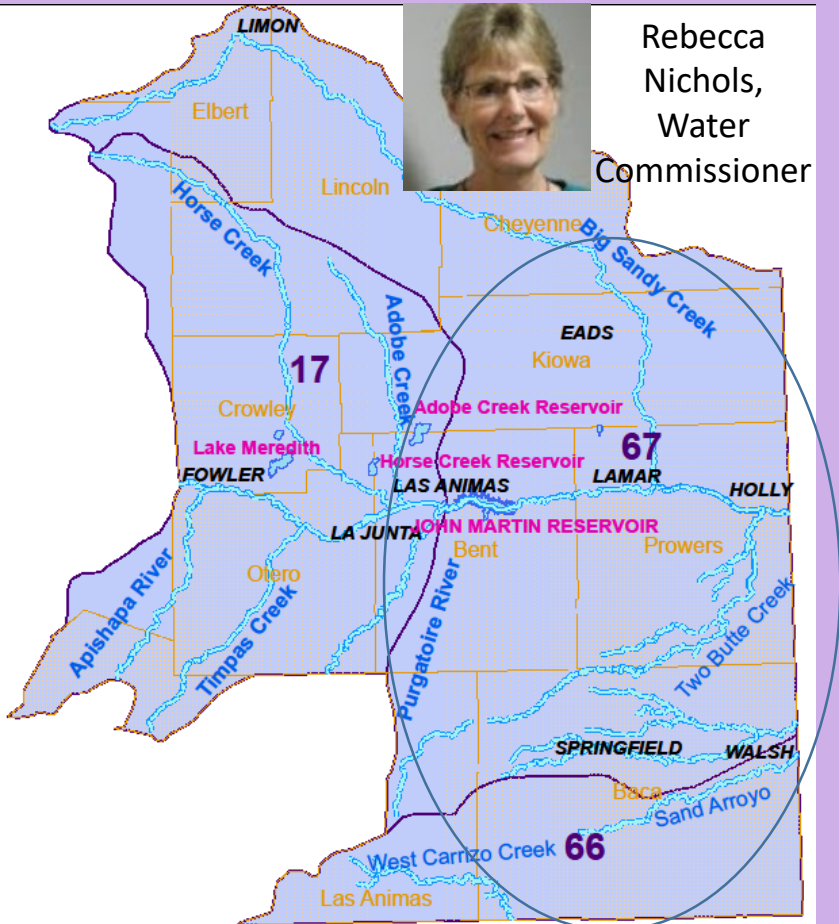 Rebecca
Nichols,
Water
Commissioner
LIMON
Elbert
Lincoln
Horse Creek
Cheyenne
Big Sandy Creek
Adobe Creek
EADS
Kiowa
17
Crowley
Adobe Creek Reservoir
67
Lake Meredith
Horse Creek Reservoir
FOWLER
LAS ANIMAS
LAMAR
HOLLY
LA JUNTA
JOHN MARTIN RESERVOIR
Bent
Prowers
Otero
Apishapa River
Timpas Creek
Purgatoire River
Two Butte Creek
SPRINGFIELD
WALSH
Baca
Sand Arroyo
West Carrizo Creek
66
Las Animas